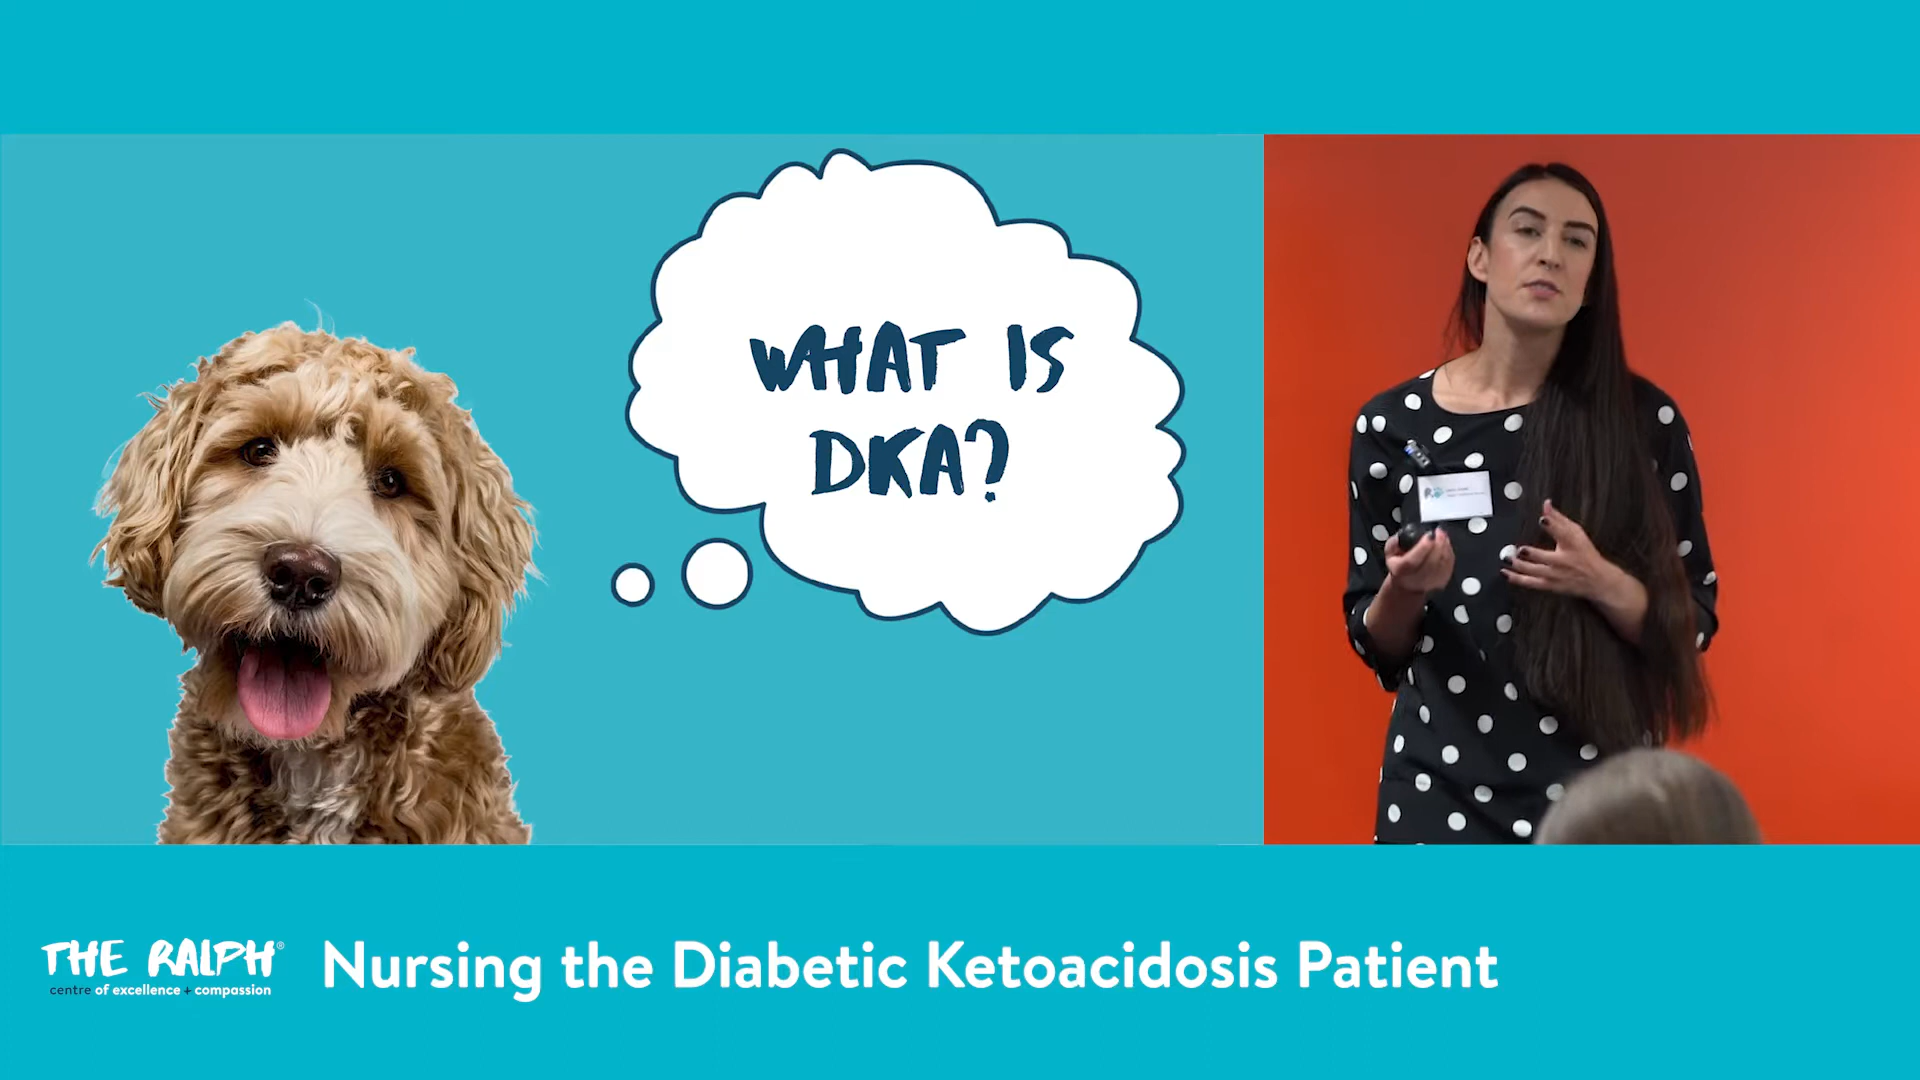 WHAT IS
DKA?
THE RALPH®
centre of excellence + compassion
Nursing the Diabetic Ketoacidosis Patient